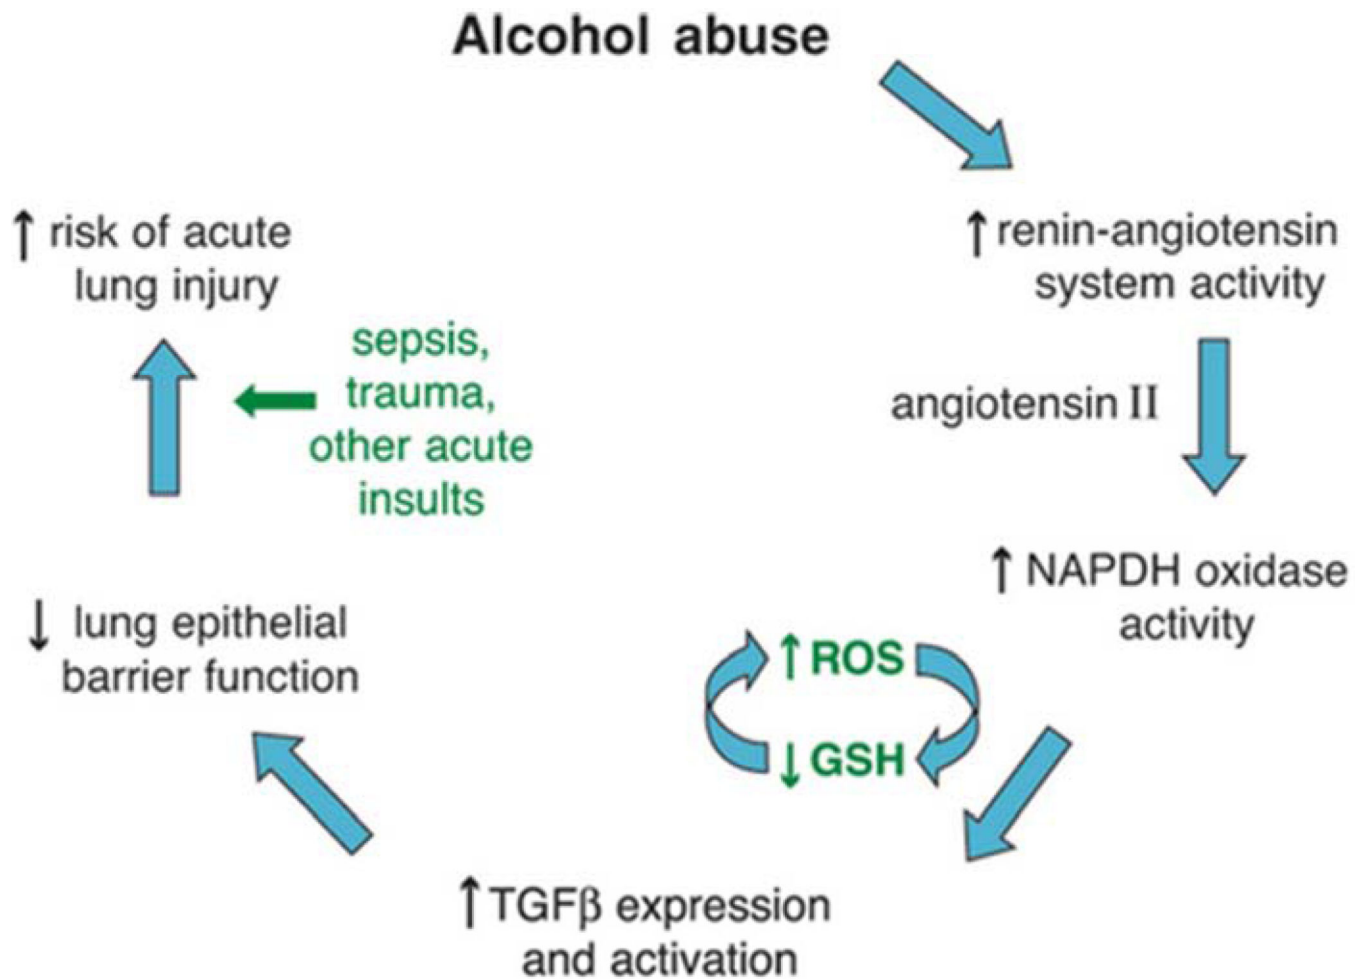 Alcohol abuse
↑ renin-angiotensin
system activity
angiotensin II
↑ NAPDH oxidase
activity
↑ ROS
↓ GSH
↑ TGFβ expression
and activation
↓ lung epithelial
barrier function
sepsis,
trauma,
other acute
insults
↑ risk of acute
lung injury